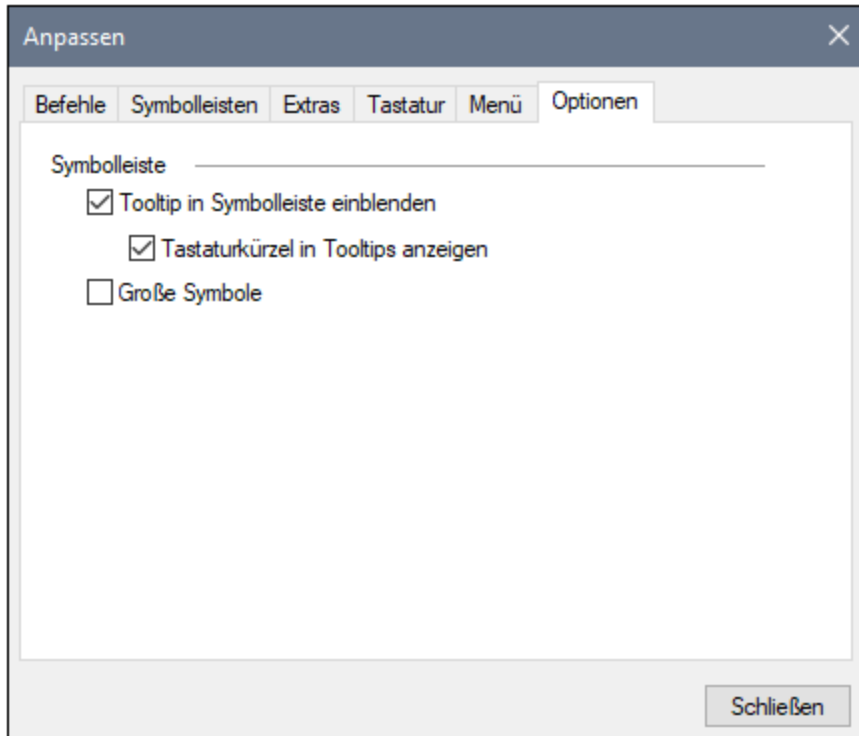 Anpassen
Befehle Symbolleisten Extras Tastatur Menü Optionen
Symbolleiste
Tooltip in Symbolleiste einblenden
Tastaturkürzel in Tooltips anzeigen
Große Symbole
Schließen